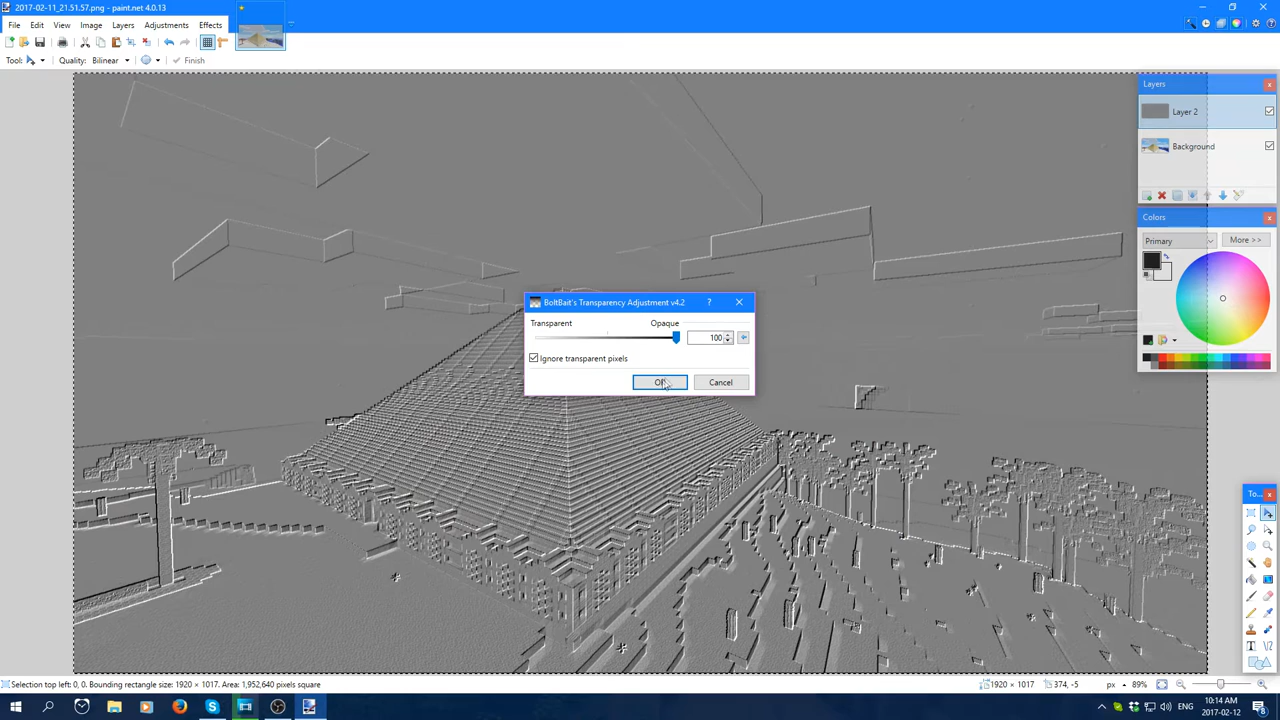 2017-02-11_21.51.57.png - paint.net 4.0.13
File Edit View Image Layers Adjustments Effects
Tool: Quality: Bilinear Finish
Layers
Layer 2
Background
Colors
Primary More >>
BoltBait's Transparency Adjustment v4.2 ?
Transparent Opaque
100
Ignore transparent pixels
OK Cancel
To...
Selection top left: 0, 0. Bounding rectangle size: 1920 × 1017. Area: 1,952,640 pixels square 1920 × 1017 374, -5 px 89%
ENG 10:14 AM
2017-02-12 8